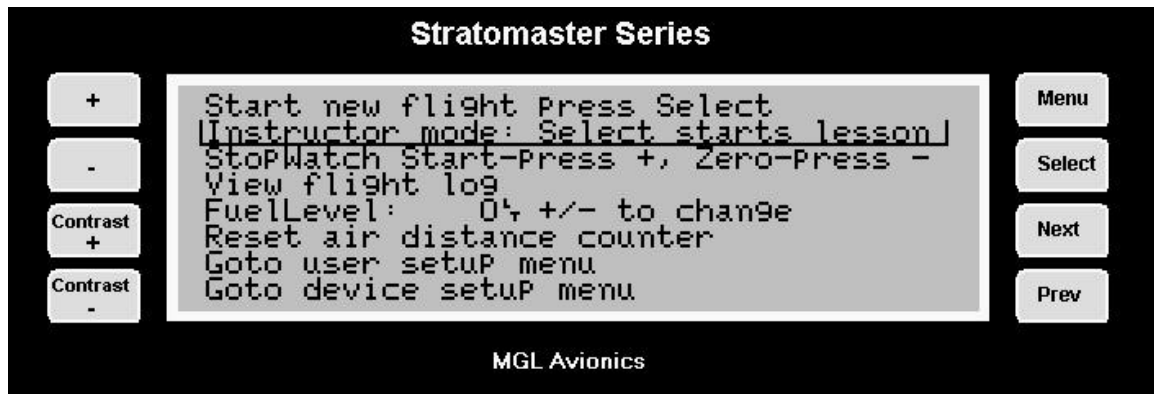 Stratomaster Series
+
-
Contrast +
Contrast -
Start new flight Press Select
Instructor mode: Select starts lesson
StopWatch Start-Press +, Zero-Press -
View flight log
FuelLevel: 0% +/- to change
Reset air distance counter
Goto user setup menu
Goto device setup menu
Menu
Select
Next
Prev
MGL Avionics